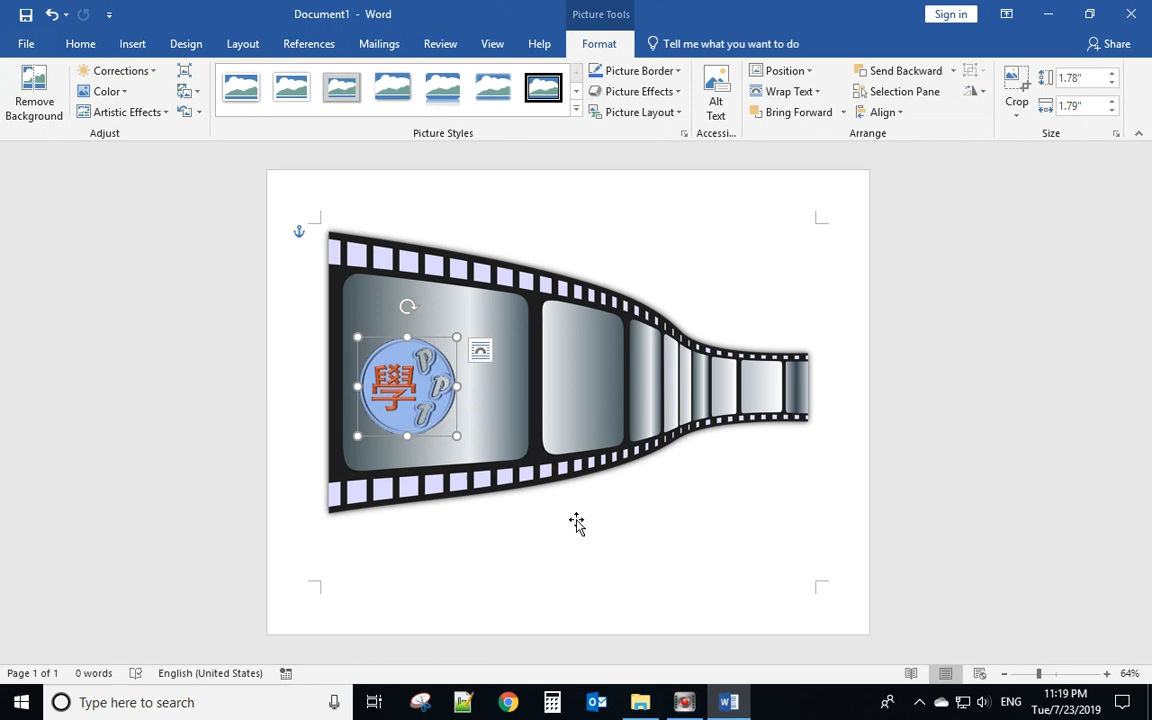 Document1 - Word
Picture Tools
Sign in
File
Home
Insert
Design
Layout
References
Mailings
Review
View
Help
Format
Tell me what you want to do
Share
Remove Background
Corrections
Color
Artistic Effects
Adjust
Picture Styles
Picture Border
Picture Effects
Picture Layout
Alt Text
Accessi...
Position
Wrap Text
Bring Forward
Send Backward
Selection Pane
Align
Arrange
Crop
1.78"
1.79"
Size
學 PPT
Page 1 of 1
0 words
English (United States)
64%
Type here to search
ENG
11:19 PM
Tue/7/23/2019